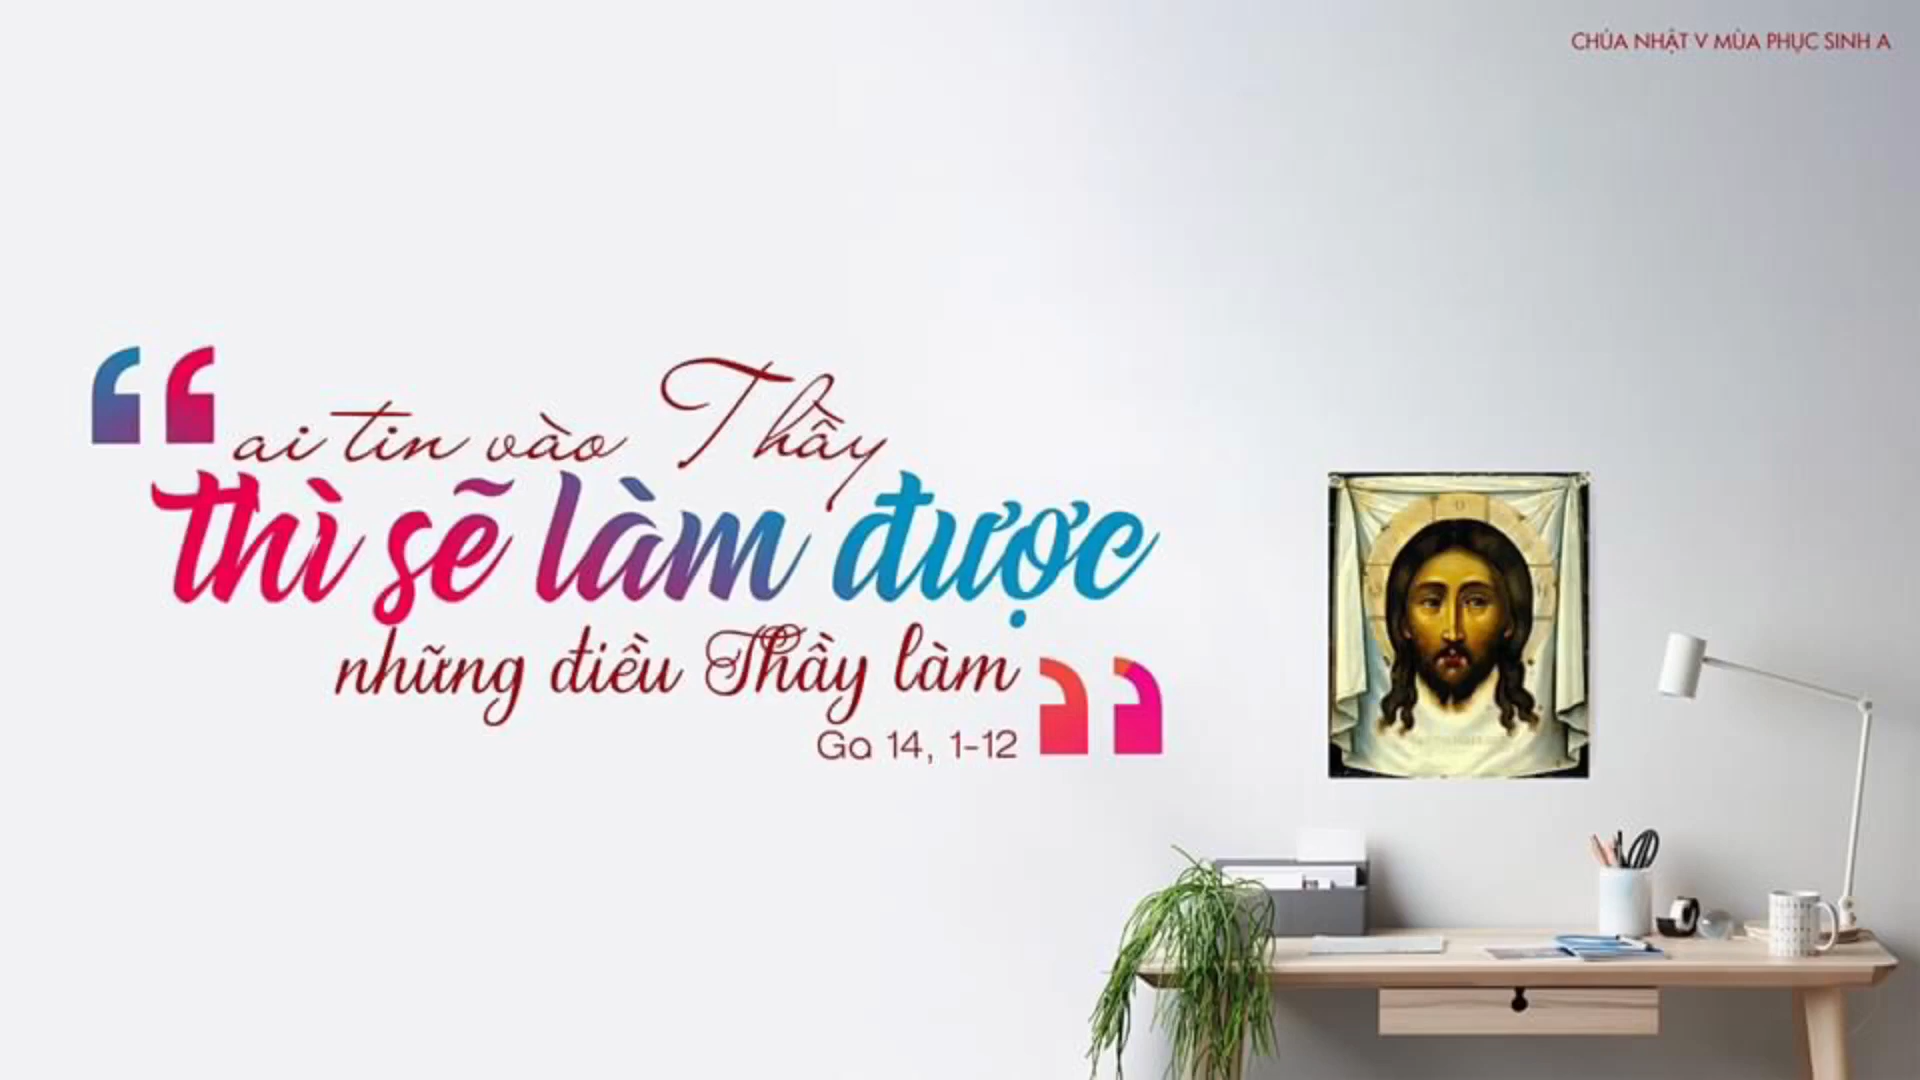 CHÚA NHẬT V MÙA PHỤC SINH A
“ai tin vào Thầy
thì sẽ làm được
những điều Thầy làm”
Ga 14, 1-12